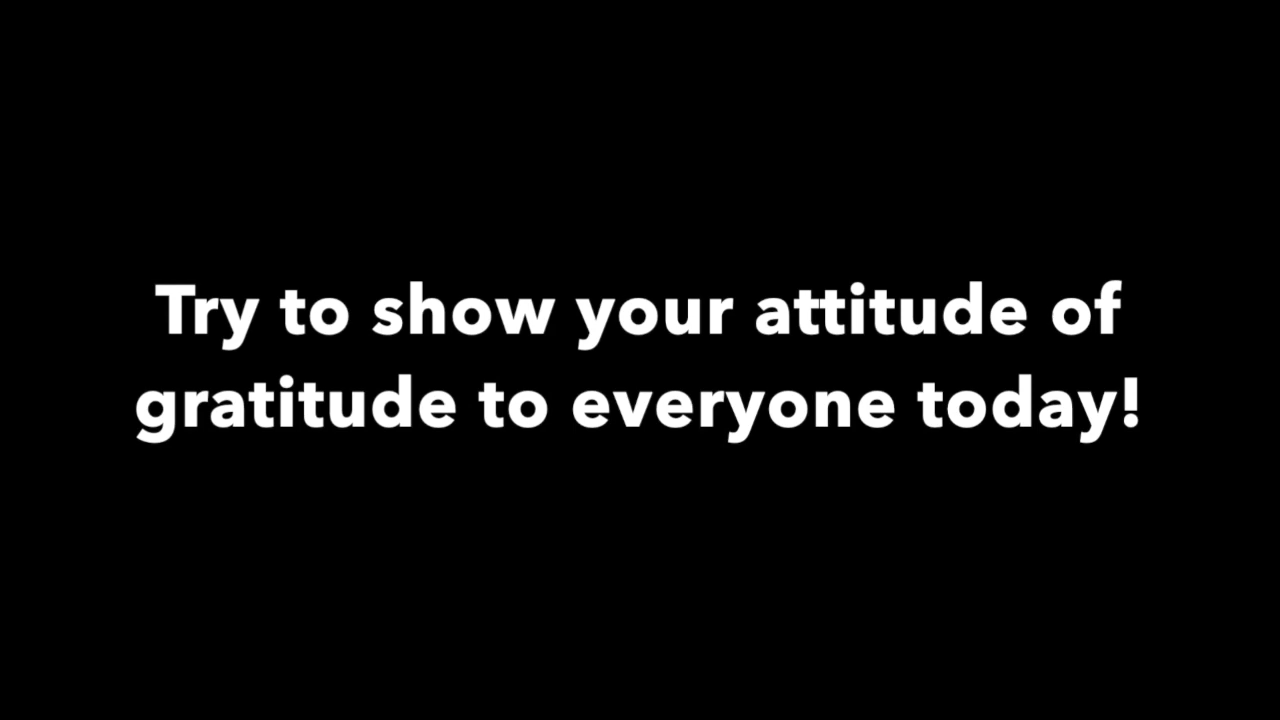 Try to show your attitude of
gratitude to everyone today!